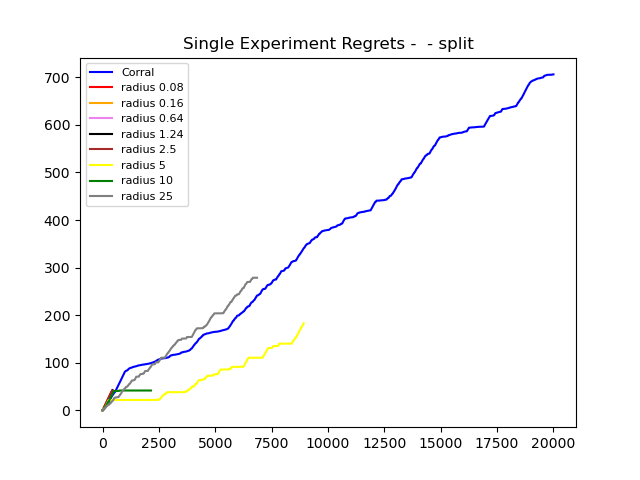 Single Experiment Regrets -  - split
Corral
radius 0.08
radius 0.16
radius 0.64
radius 1.24
radius 2.5
radius 5
radius 10
radius 25
700
600
500
400
300
200
100
0
0 2500 5000 7500 10000 12500 15000 17500 20000